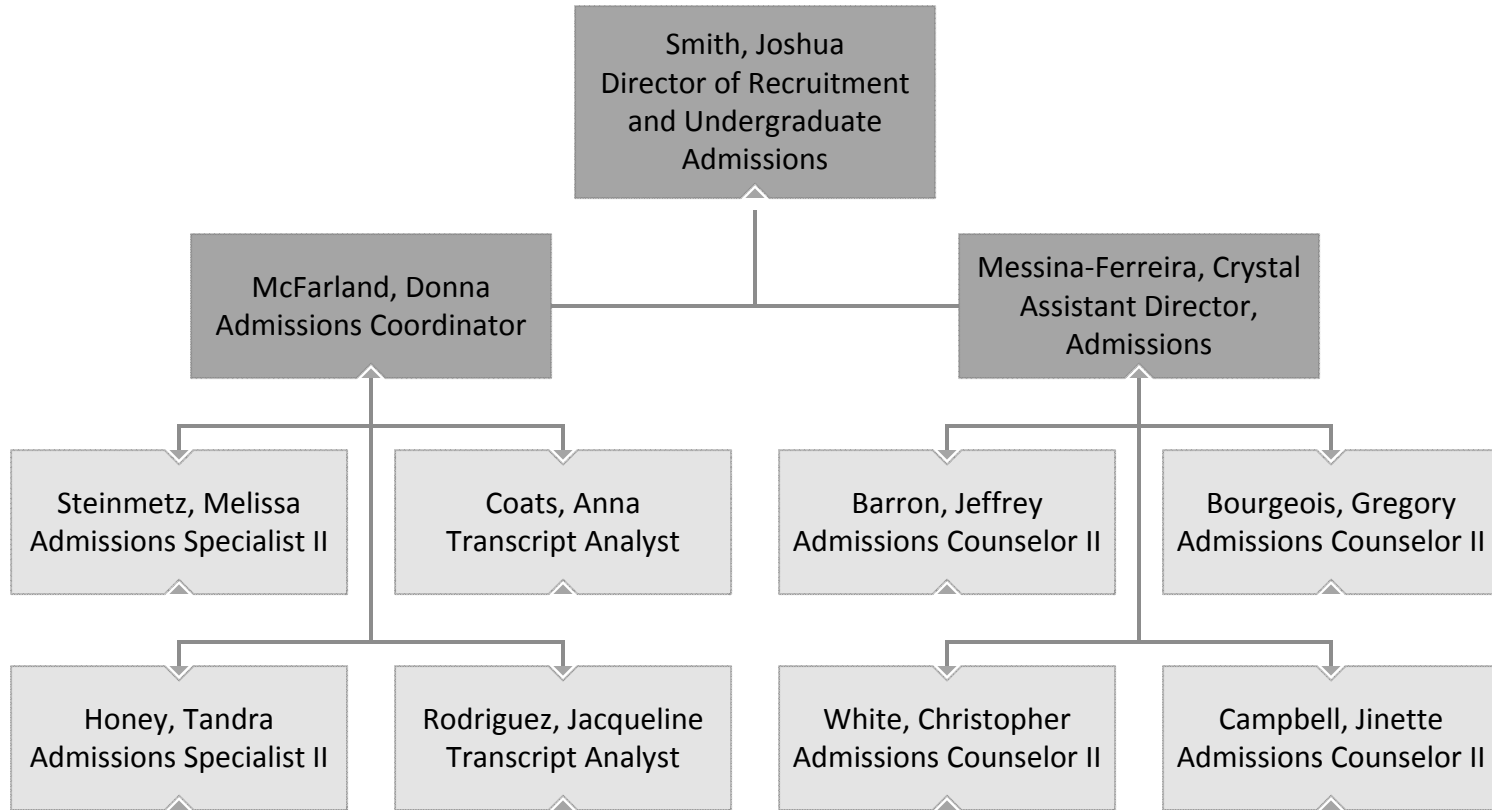 Smith, Joshua
Director of Recruitment
and Undergraduate
Admissions
McFarland, Donna
Admissions Coordinator
Messina-Ferreira, Crystal
Assistant Director,
Admissions
Steinmetz, Melissa
Admissions Specialist II
Coats, Anna
Transcript Analyst
Barron, Jeffrey
Admissions Counselor II
Bourgeois, Gregory
Admissions Counselor II
Honey, Tandra
Admissions Specialist II
Rodriguez, Jacqueline
Transcript Analyst
White, Christopher
Admissions Counselor II
Campbell, Jinette
Admissions Counselor II